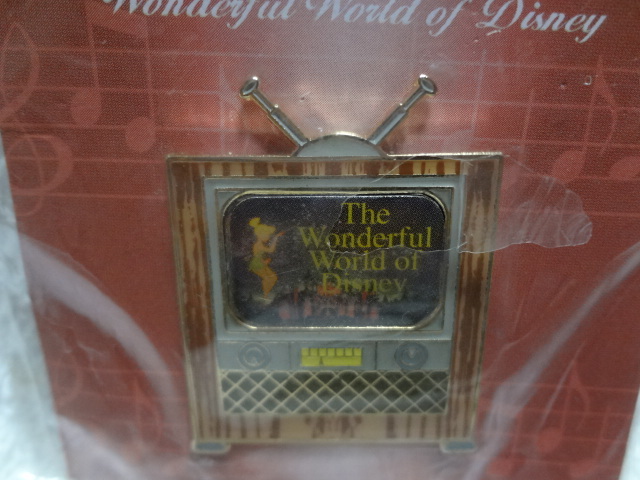 Wonderful World of Disney
The
Wonderful
World of
Disney